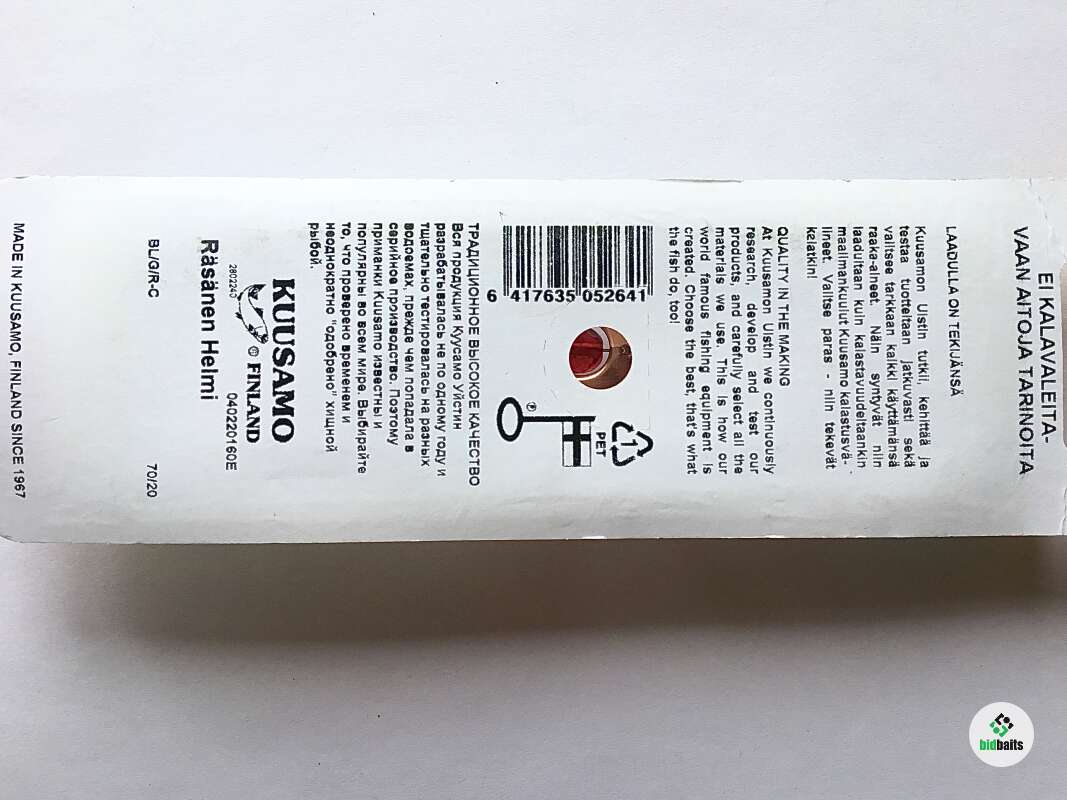 EI KALAVALEITA-
VAAN AITOJA TARINOITA
LAADULLA ON TEKIJÄNSÄ
Kuusamon Uistin tutkii, kehittää ja
testaa tuotteitaan jatkuvasti sekä
valitsee tarkkaan kaikki käyttämänsä
raaka-aineet. Näin syntyvät niin
laadultaan kuin kalastavuudeltaankin
maailmankuulut Kuusamo kalastusvä-
lineet. Valitse paras - niin tekevät
kalatkin!
QUALITY IN THE MAKING
At Kuusamon Uistin we continuously
research, develop and test our
products, and carefully select all the
materials we use. This is how our
world famous fishing equipment is
created. Choose the best, that's what
the fish do, too!
1
PET
6 417635 052641
ТРАДИЦИОННОЕ ВЫСОКОЕ КАЧЕСТВО
Вся продукция Куусамо Уйстин
разрабатывалась не по одному году и
тщательно тестировалась на разных
водоемах, прежде чем попадала в
серийное производство. Поэтому
приманки Kuusamo известны и
популярны во всем мире. Выбирайте
то, что проверено временем и
неоднократно "одобрено" хищной
рыбой.
KUUSAMO
® FINLAND
2802240
040220160E
Räsänen Helmi
BL/G/R-C
70/20
MADE IN KUUSAMO, FINLAND SINCE 1967
bidbaits